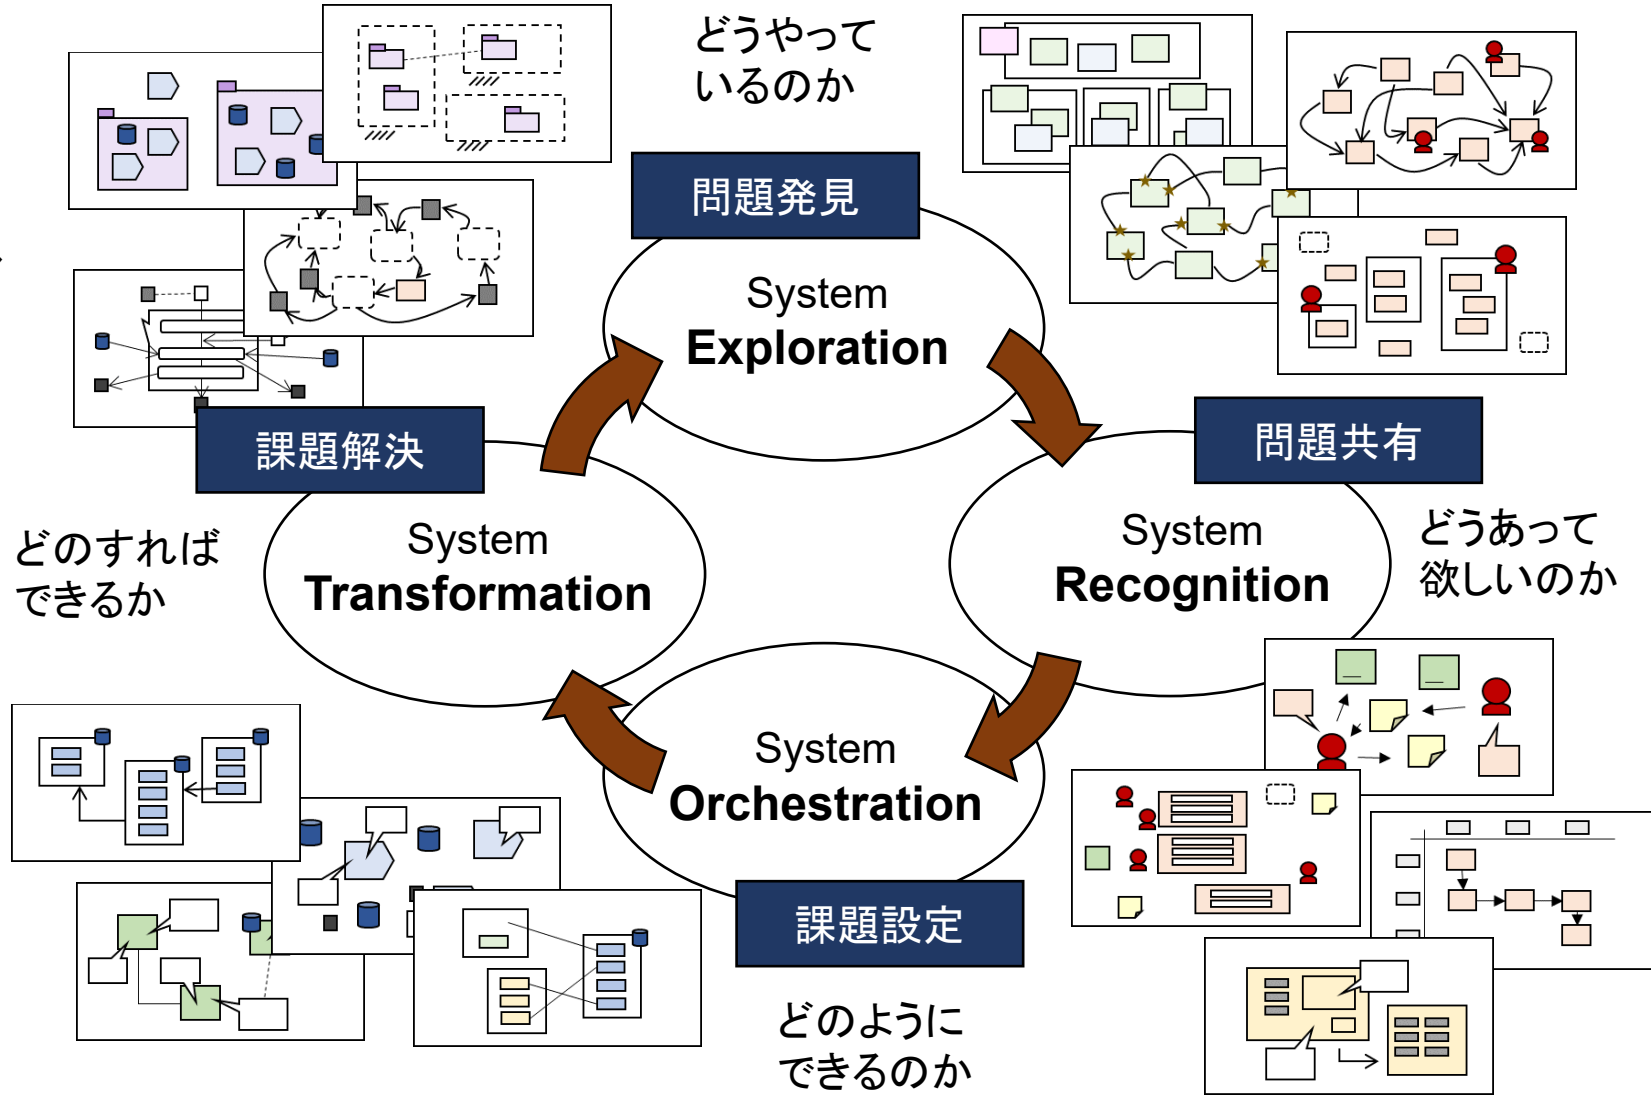 どうやって
いるのか
問題発見
System
Exploration
課題解決
問題共有
どのすれば
できるか
System
Transformation
System
Recognition
どうあって
欲しいのか
System
Orchestration
課題設定
どのように
できるのか